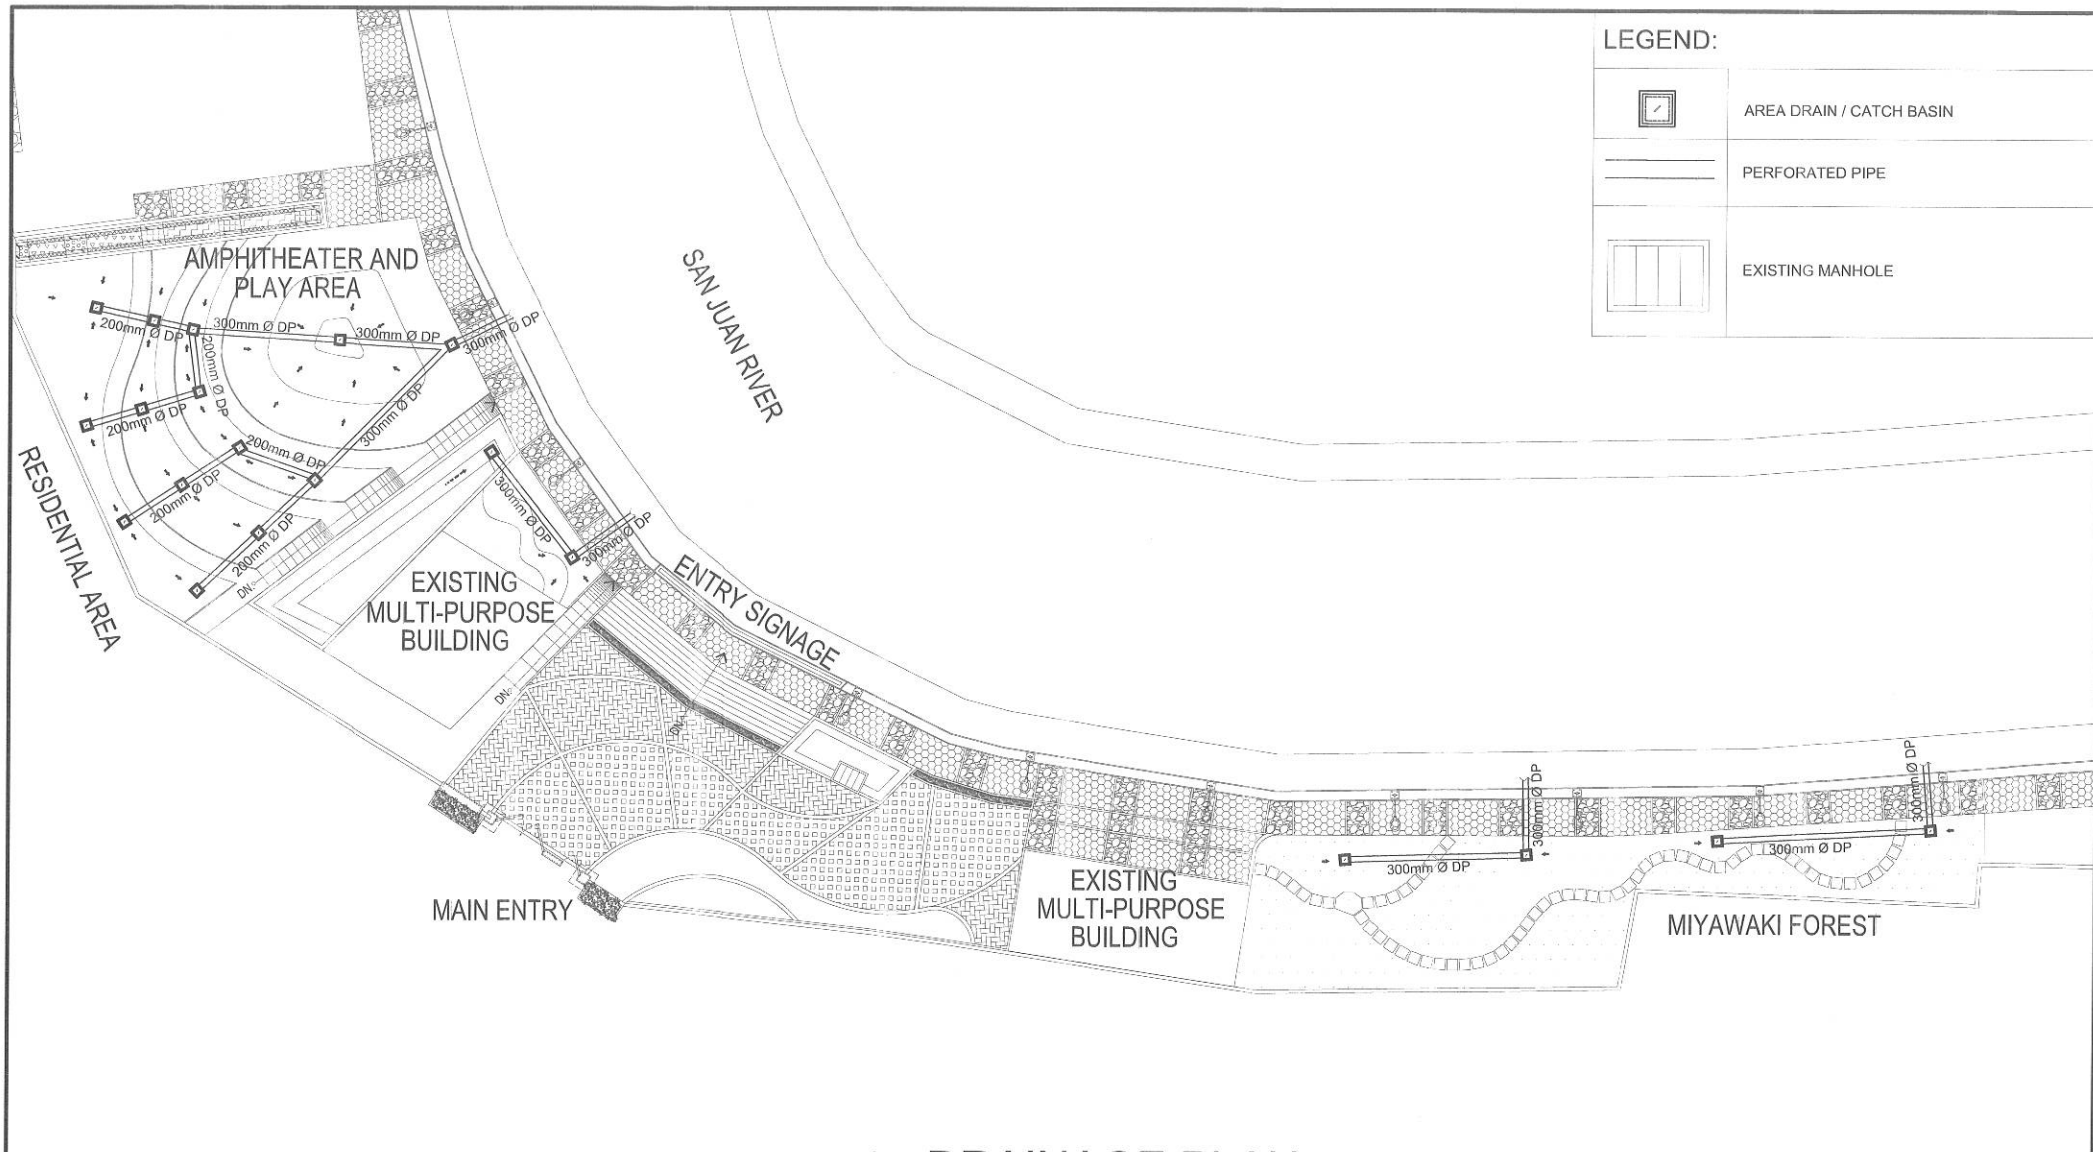 LEGEND:
AREA DRAIN / CATCH BASIN
PERFORATED PIPE
EXISTING MANHOLE
AMPHITHEATER AND
PLAY AREA
200mm Ø DP
300mm Ø DP
300mm Ø DP
300mm Ø DP
200mm Ø DP
200mm Ø DP
300mm Ø DP
200mm Ø DP
200mm Ø DP
200mm Ø DP
DN.
RESIDENTIAL AREA
SAN JUAN RIVER
300mm Ø DP
300mm Ø DP
EXISTING
MULTI-PURPOSE
BUILDING
ENTRY SIGNAGE
DN.
DN.
MAIN ENTRY
EXISTING
MULTI-PURPOSE
BUILDING
300mm Ø DP
300mm Ø DP
300mm Ø DP
300mm Ø DP
MIYAWAKI FOREST
DRAINAGE PLAN